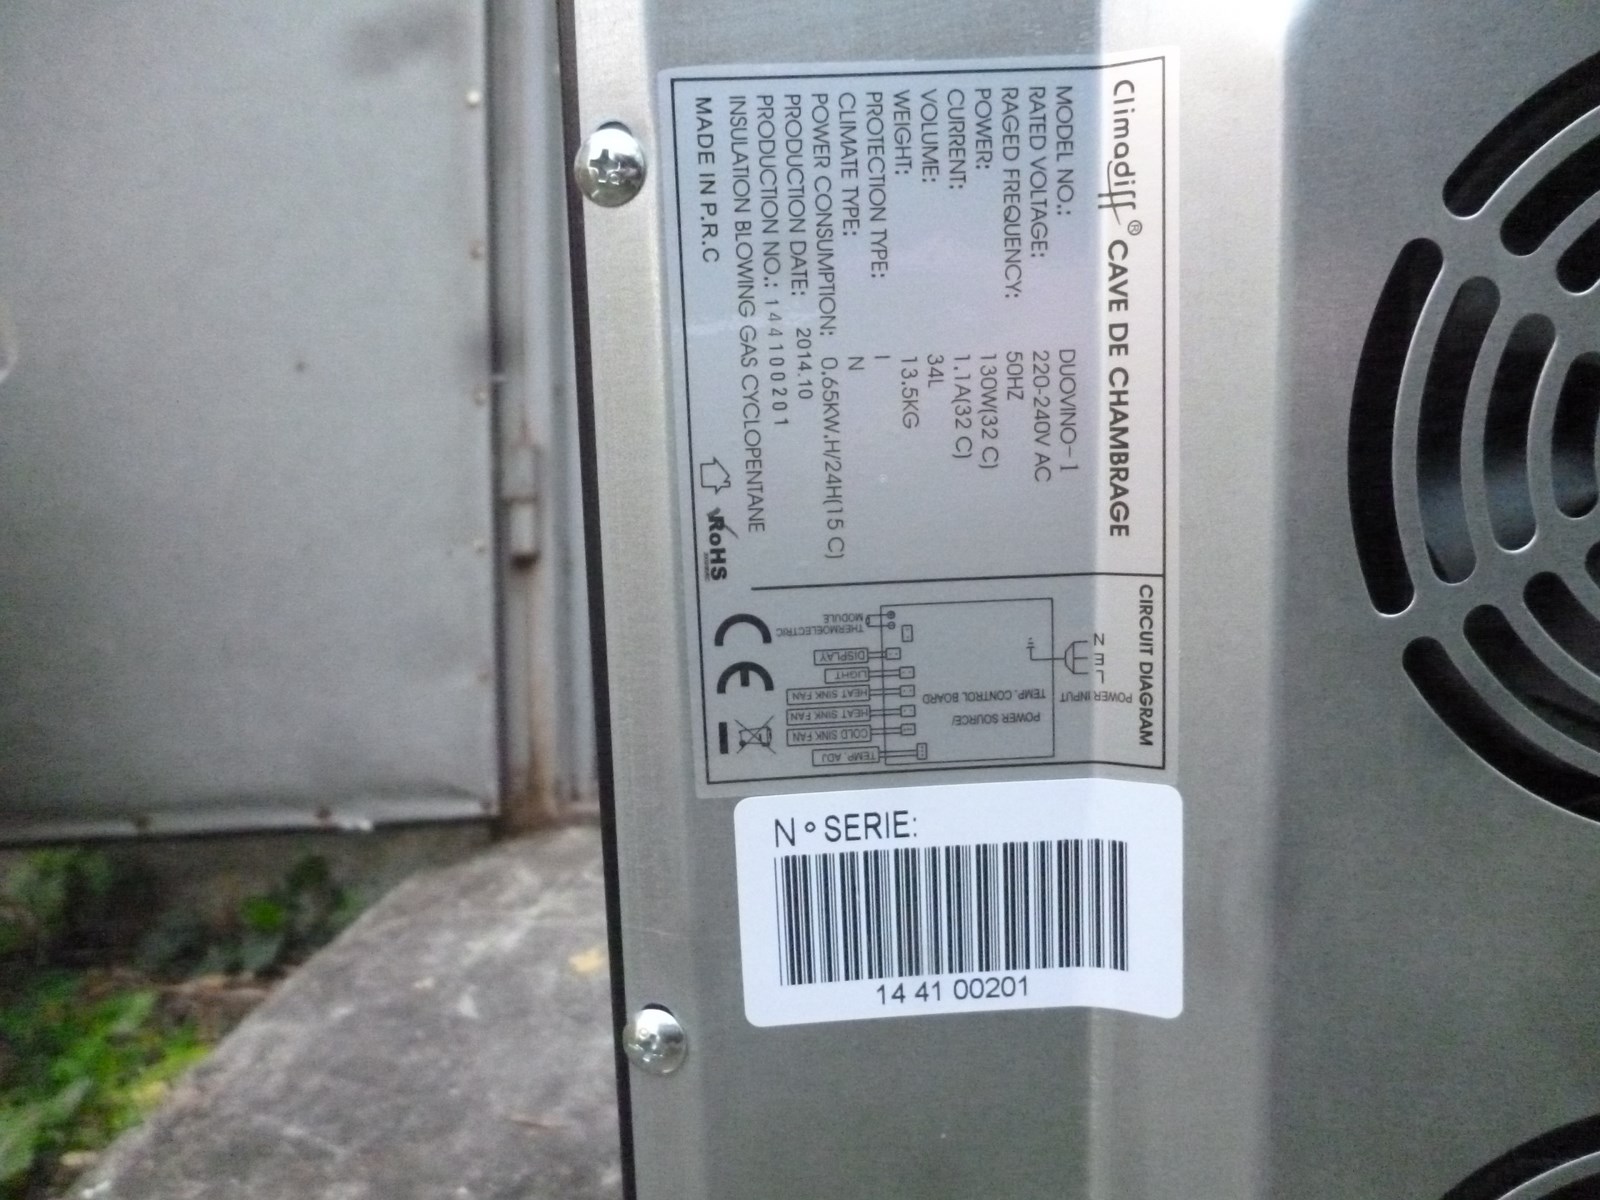 Climadiff® CAVE DE CHAMBRAGE
MODEL NO.: DUOVINO-1
RATED VOLTAGE: 220-240V AC
RAGED FREQUENCY: 50HZ
POWER: 130W(32 C)
CURRENT: 1.1A(32 C)
VOLUME: 34L
WEIGHT: 13.5KG
PROTECTION TYPE: I
CLIMATE TYPE: N
POWER CONSUMPTION: 0.65KW.H/24H(15 C)
PRODUCTION DATE: 2014.10
PRODUCTION NO.: 14410 0201
INSULATION BLOWING GAS CYCLOPENTANE
MADE IN P.R.C
RoHS
CE
CIRCUIT DIAGRAM
POWER INPUT
L
E
N
POWER SOURCE/
TEMP. CONTROL BOARD
TEMP. ADJ
COLD SINK FAN
HEAT SINK FAN
HEAT SINK FAN
LIGHT
DISPLAY
THERMOELECTRIC
MODULE
N° SERIE:
14 41 00201